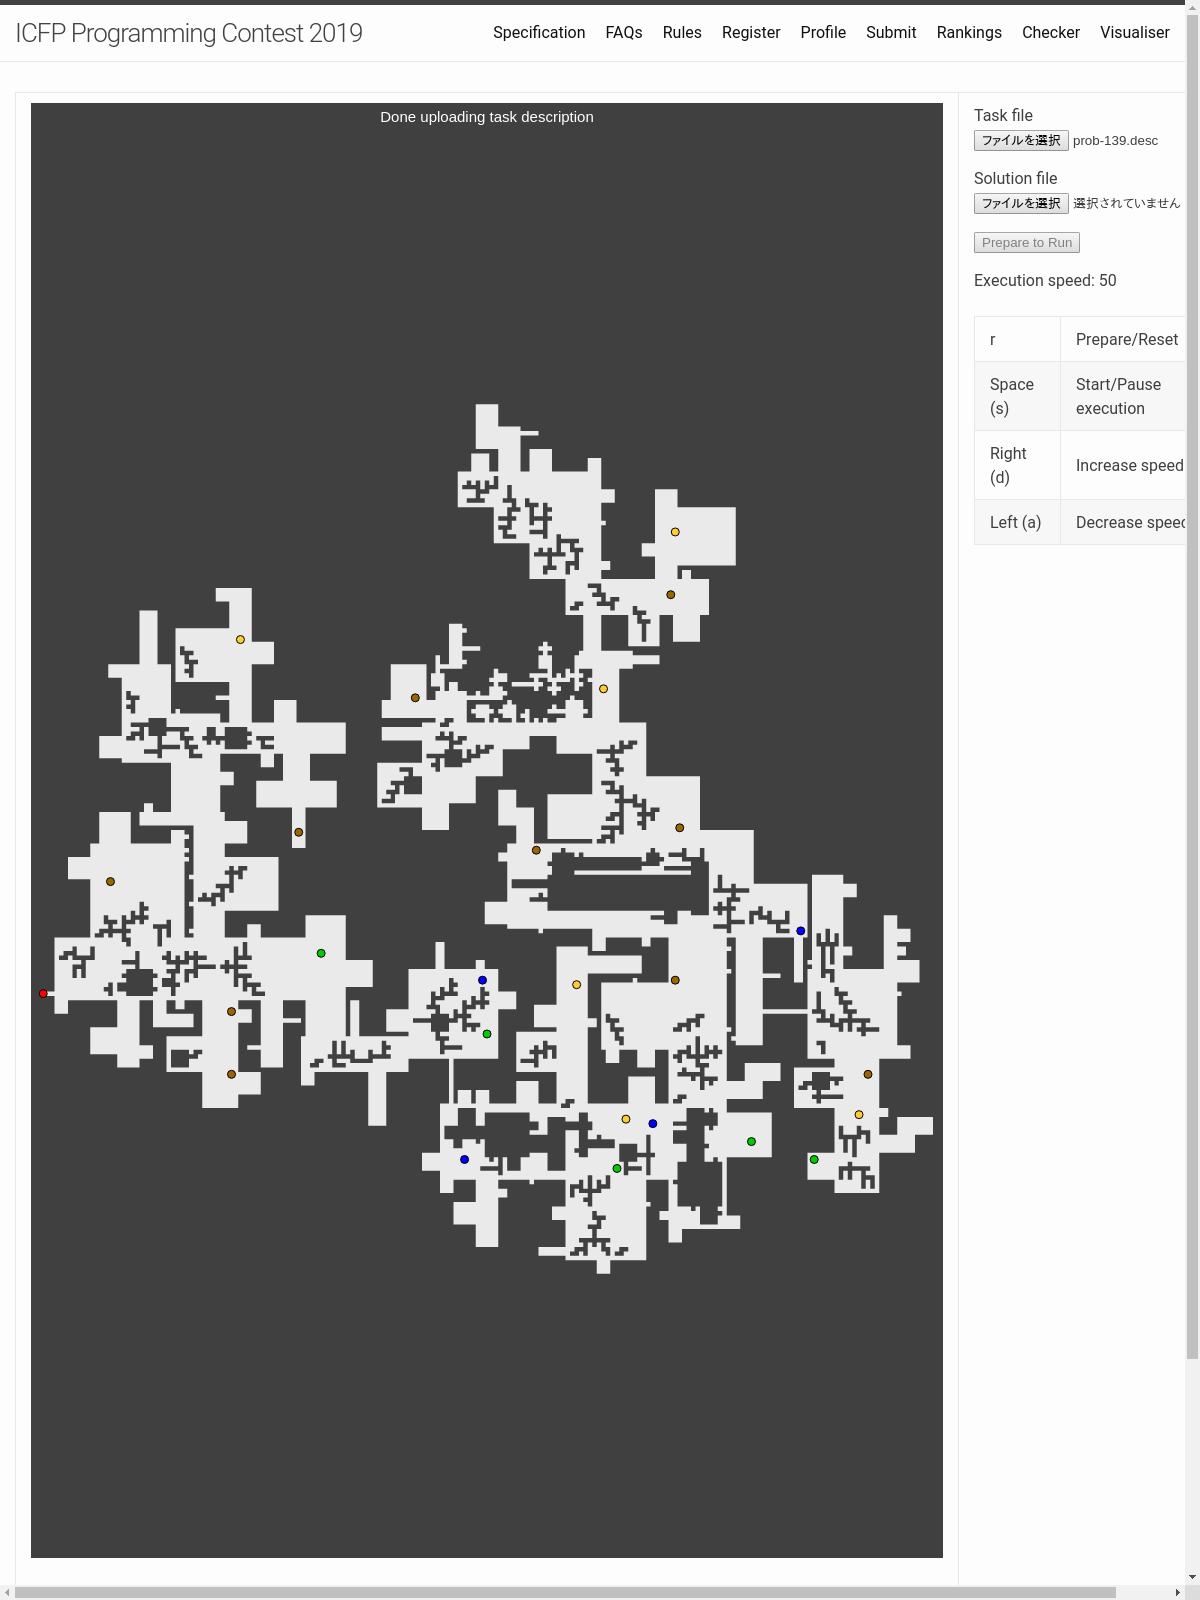 ICFP Programming Contest 2019
Specification FAQs Rules Register Profile Submit Rankings Checker Visualiser
Done uploading task description
Task file
ファイルを選択 prob-139.desc
Solution file
ファイルを選択 選択されていません
Prepare to Run
Execution speed: 50
r Prepare/Reset
Space (s) Start/Pause execution
Right (d) Increase speed
Left (a) Decrease speed